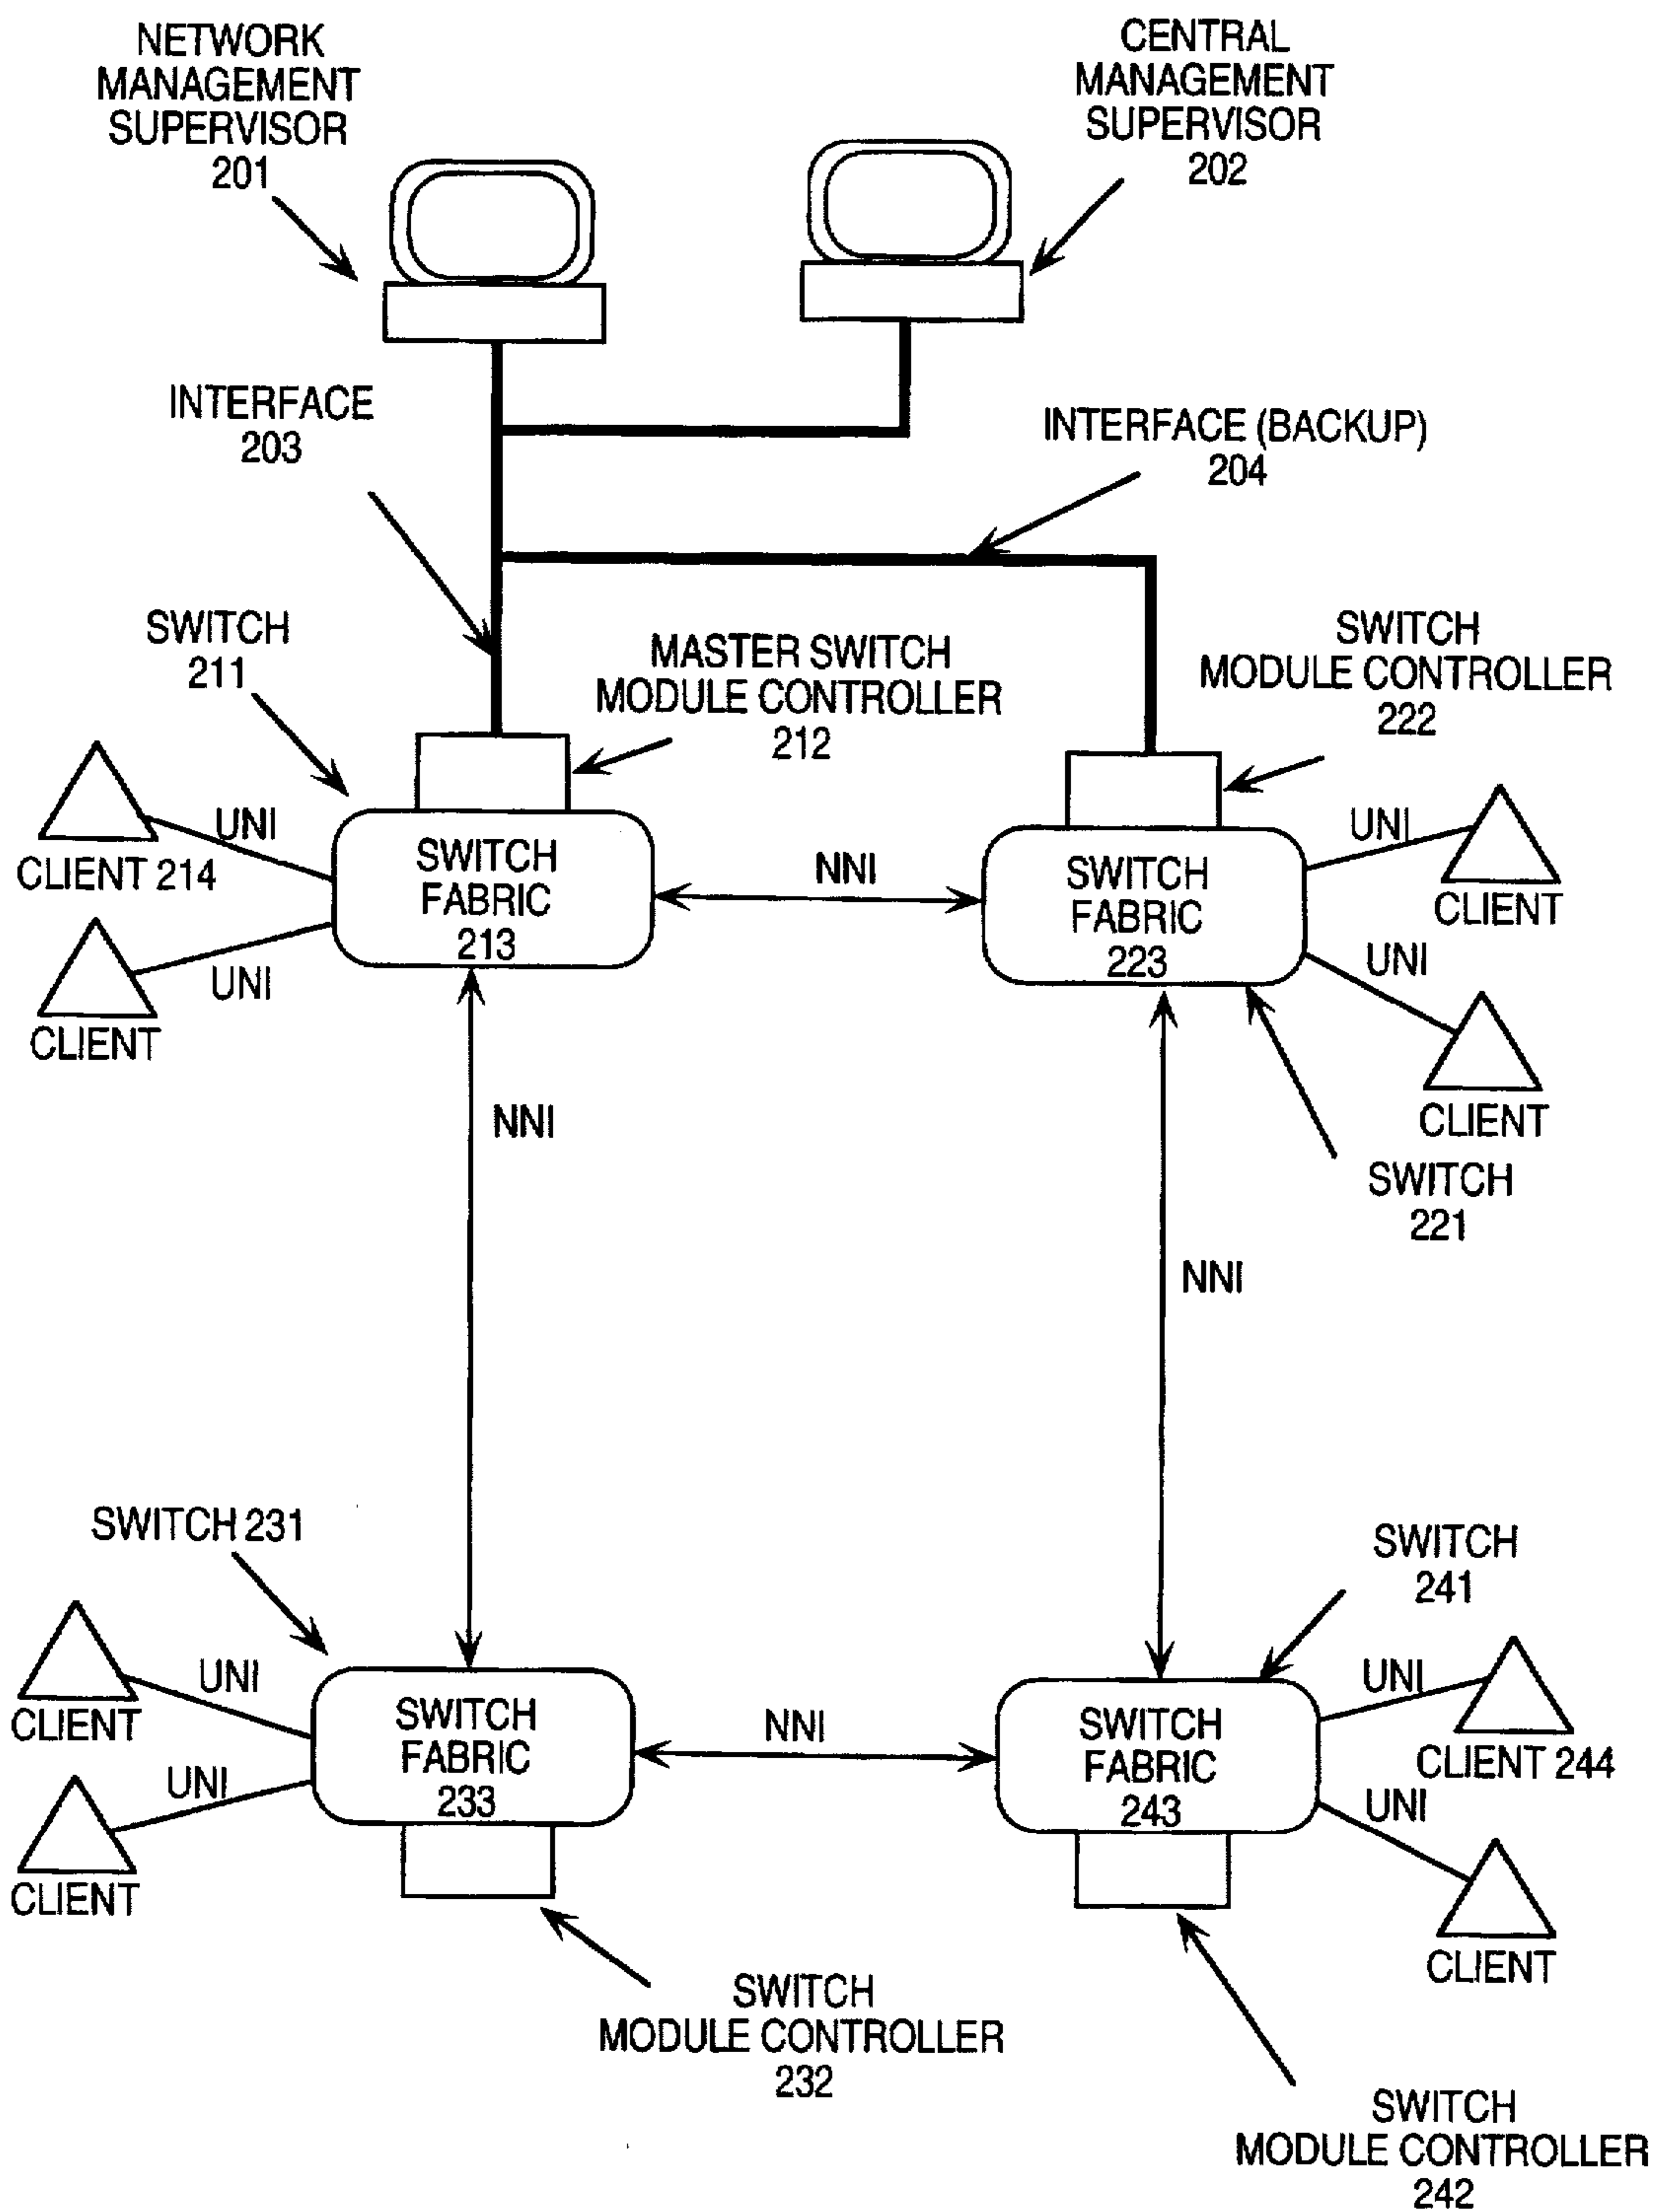 NETWORK
MANAGEMENT
SUPERVISOR
201
CENTRAL
MANAGEMENT
SUPERVISOR
202
INTERFACE
203
INTERFACE (BACKUP)
204
SWITCH
211
MASTER SWITCH
MODULE CONTROLLER
212
SWITCH
MODULE CONTROLLER
222
UNI
CLIENT 214
SWITCH
FABRIC
213
NNI
SWITCH
FABRIC
223
UNI
CLIENT
UNI
CLIENT
UNI
CLIENT
SWITCH
221
NNI
NNI
SWITCH 231
SWITCH
241
UNI
CLIENT
UNI
CLIENT
SWITCH
FABRIC
233
NNI
SWITCH
FABRIC
243
UNI
CLIENT 244
UNI
CLIENT
SWITCH
MODULE CONTROLLER
232
SWITCH
MODULE CONTROLLER
242